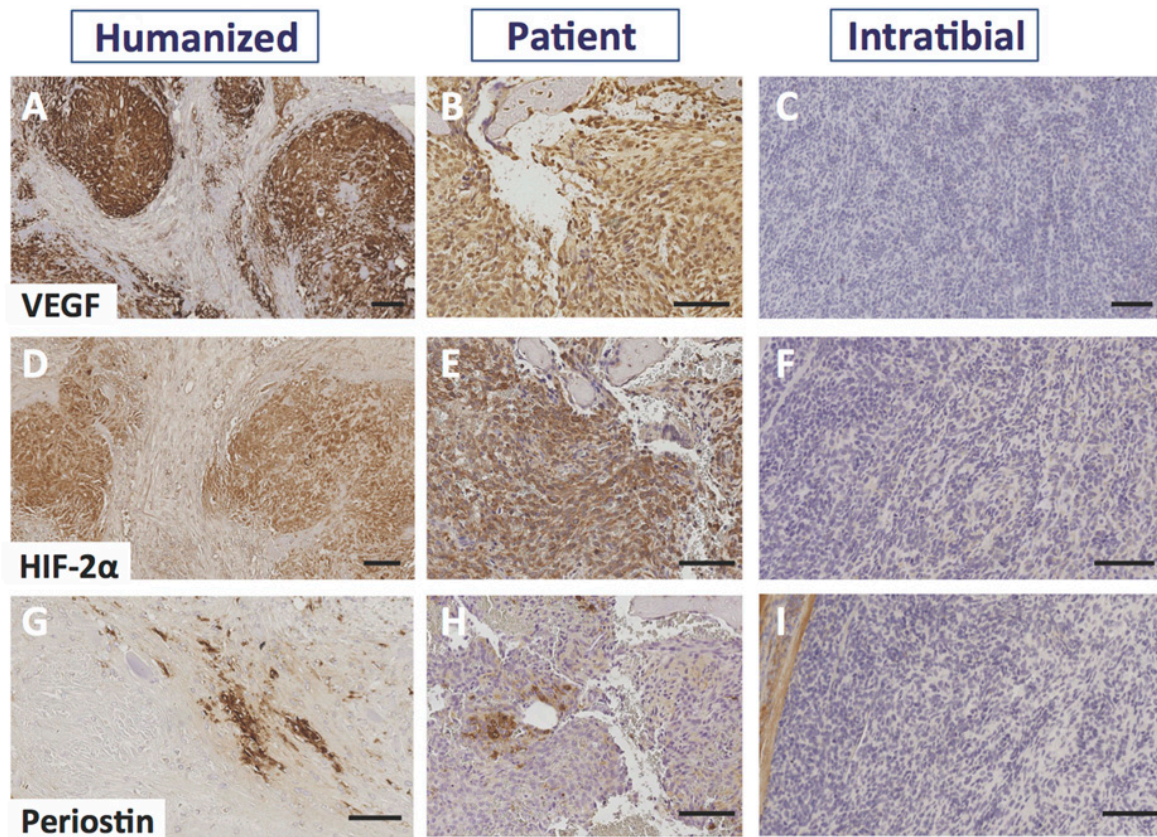 Humanized Patient Intratibial
A B C
VEGF
D E F
HIF-2α
G H I
Periostin